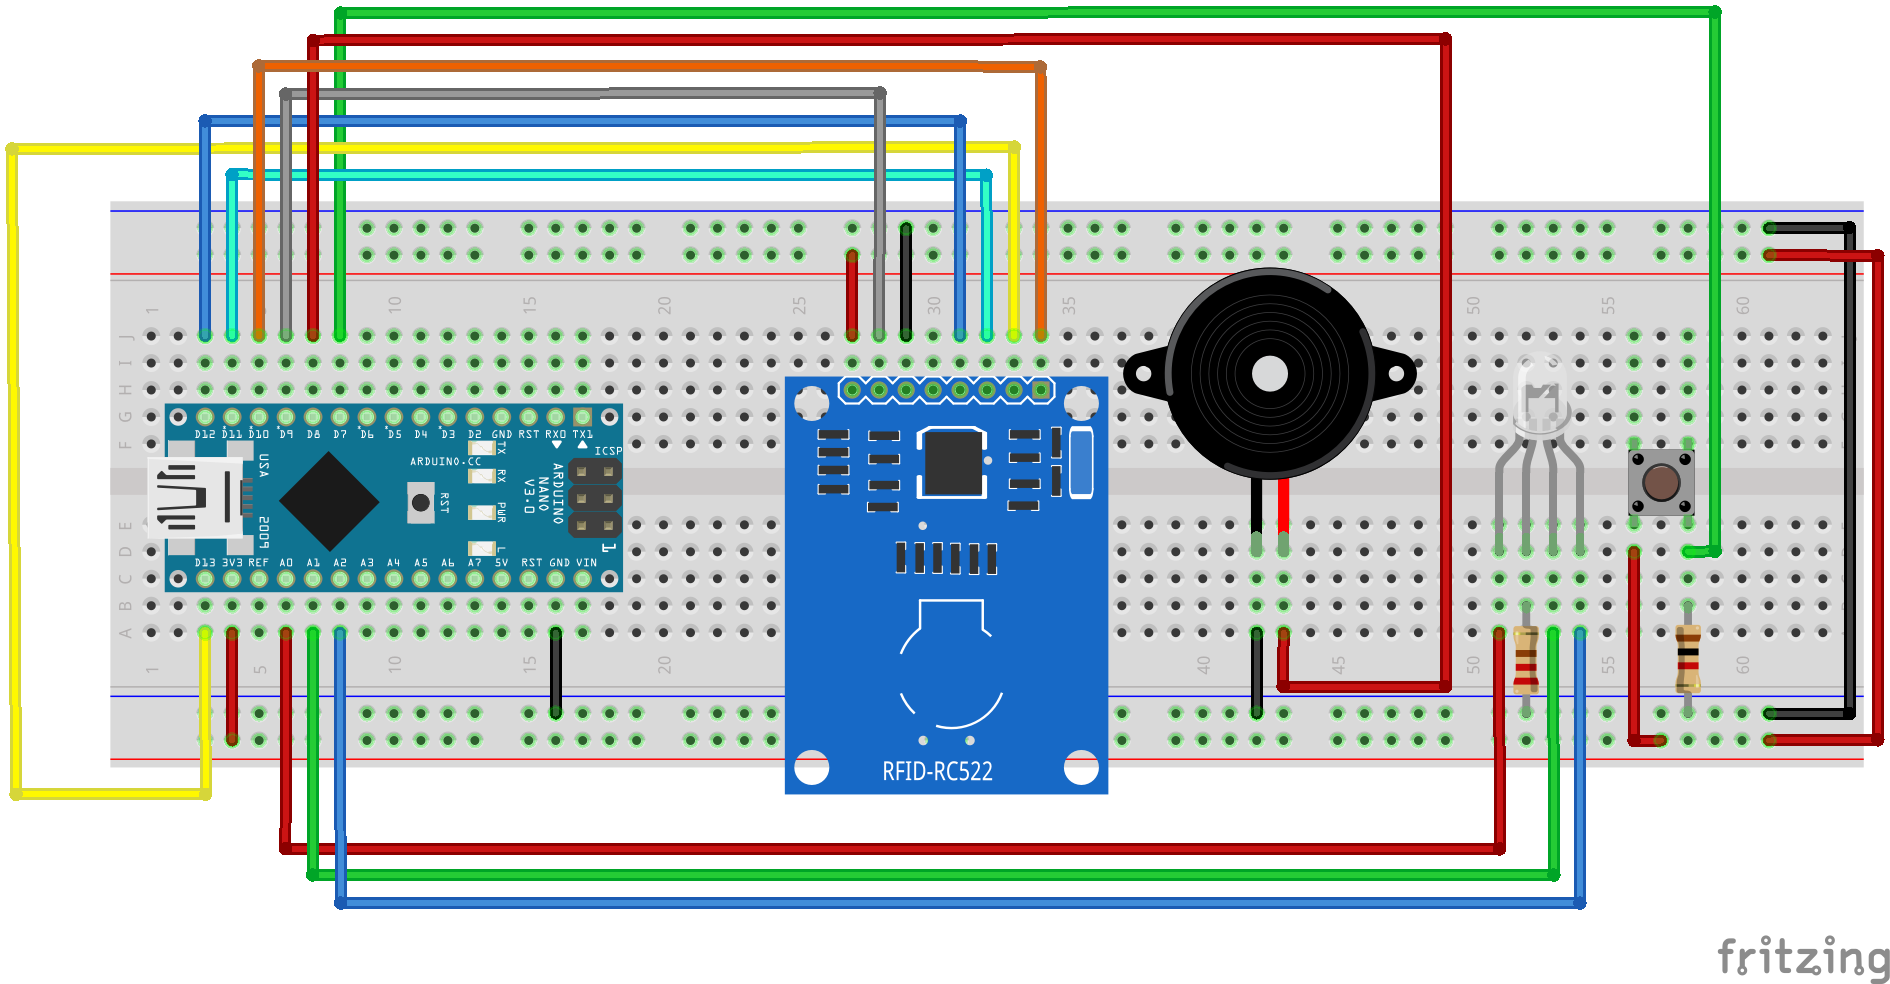 1 5 10 15 20 25 30 35 50 55 60
J
I
H
G
F
D12 D11 D10 D9 D8 D7 D6 D5 D4 D3 D2 GND RST RX0 TX1
ARDUINO.CC
ICSP
TX
RX
PWR
L
USA
2009
RST
ARDUINO
NANO
V3.0
1
D13 3V3 REF A0 A1 A2 A3 A4 A5 A6 A7 5V RST GND VIN
E
D
C
B
A
1 5 10 15 20 40 45 50 55 60
RFID-RC522
fritzing